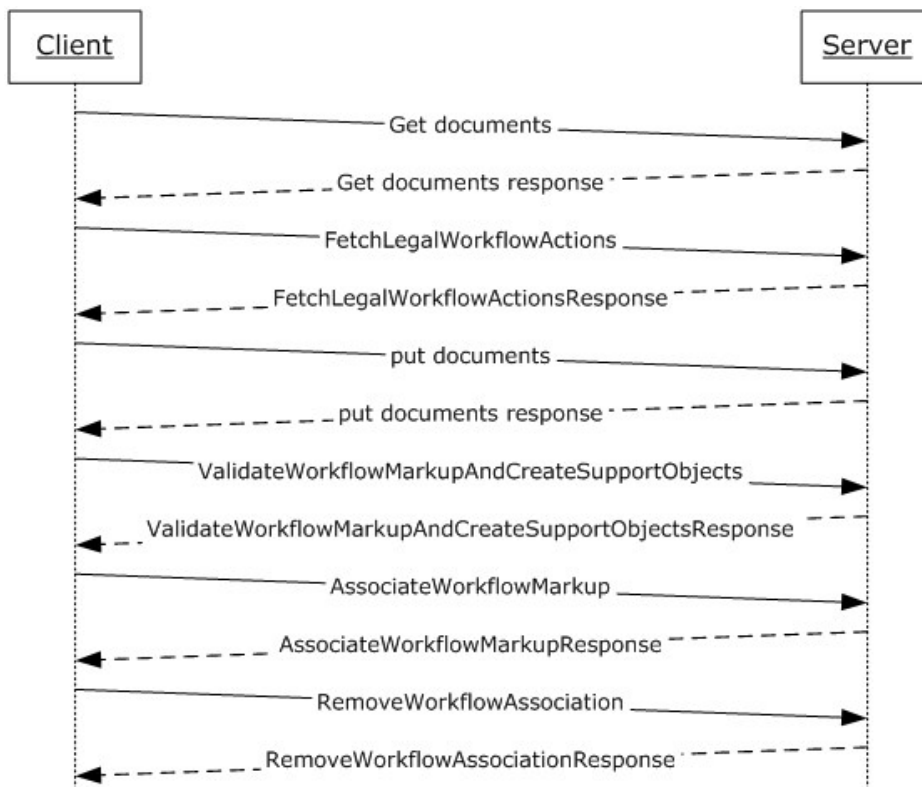 Client
Server
Get documents
Get documents response
FetchLegalWorkflowActions
FetchLegalWorkflowActionsResponse
put documents
put documents response
ValidateWorkflowMarkupAndCreateSupportObjects
ValidateWorkflowMarkupAndCreateSupportObjectsResponse
AssociateWorkflowMarkup
AssociateWorkflowMarkupResponse
RemoveWorkflowAssociation
RemoveWorkflowAssociationResponse